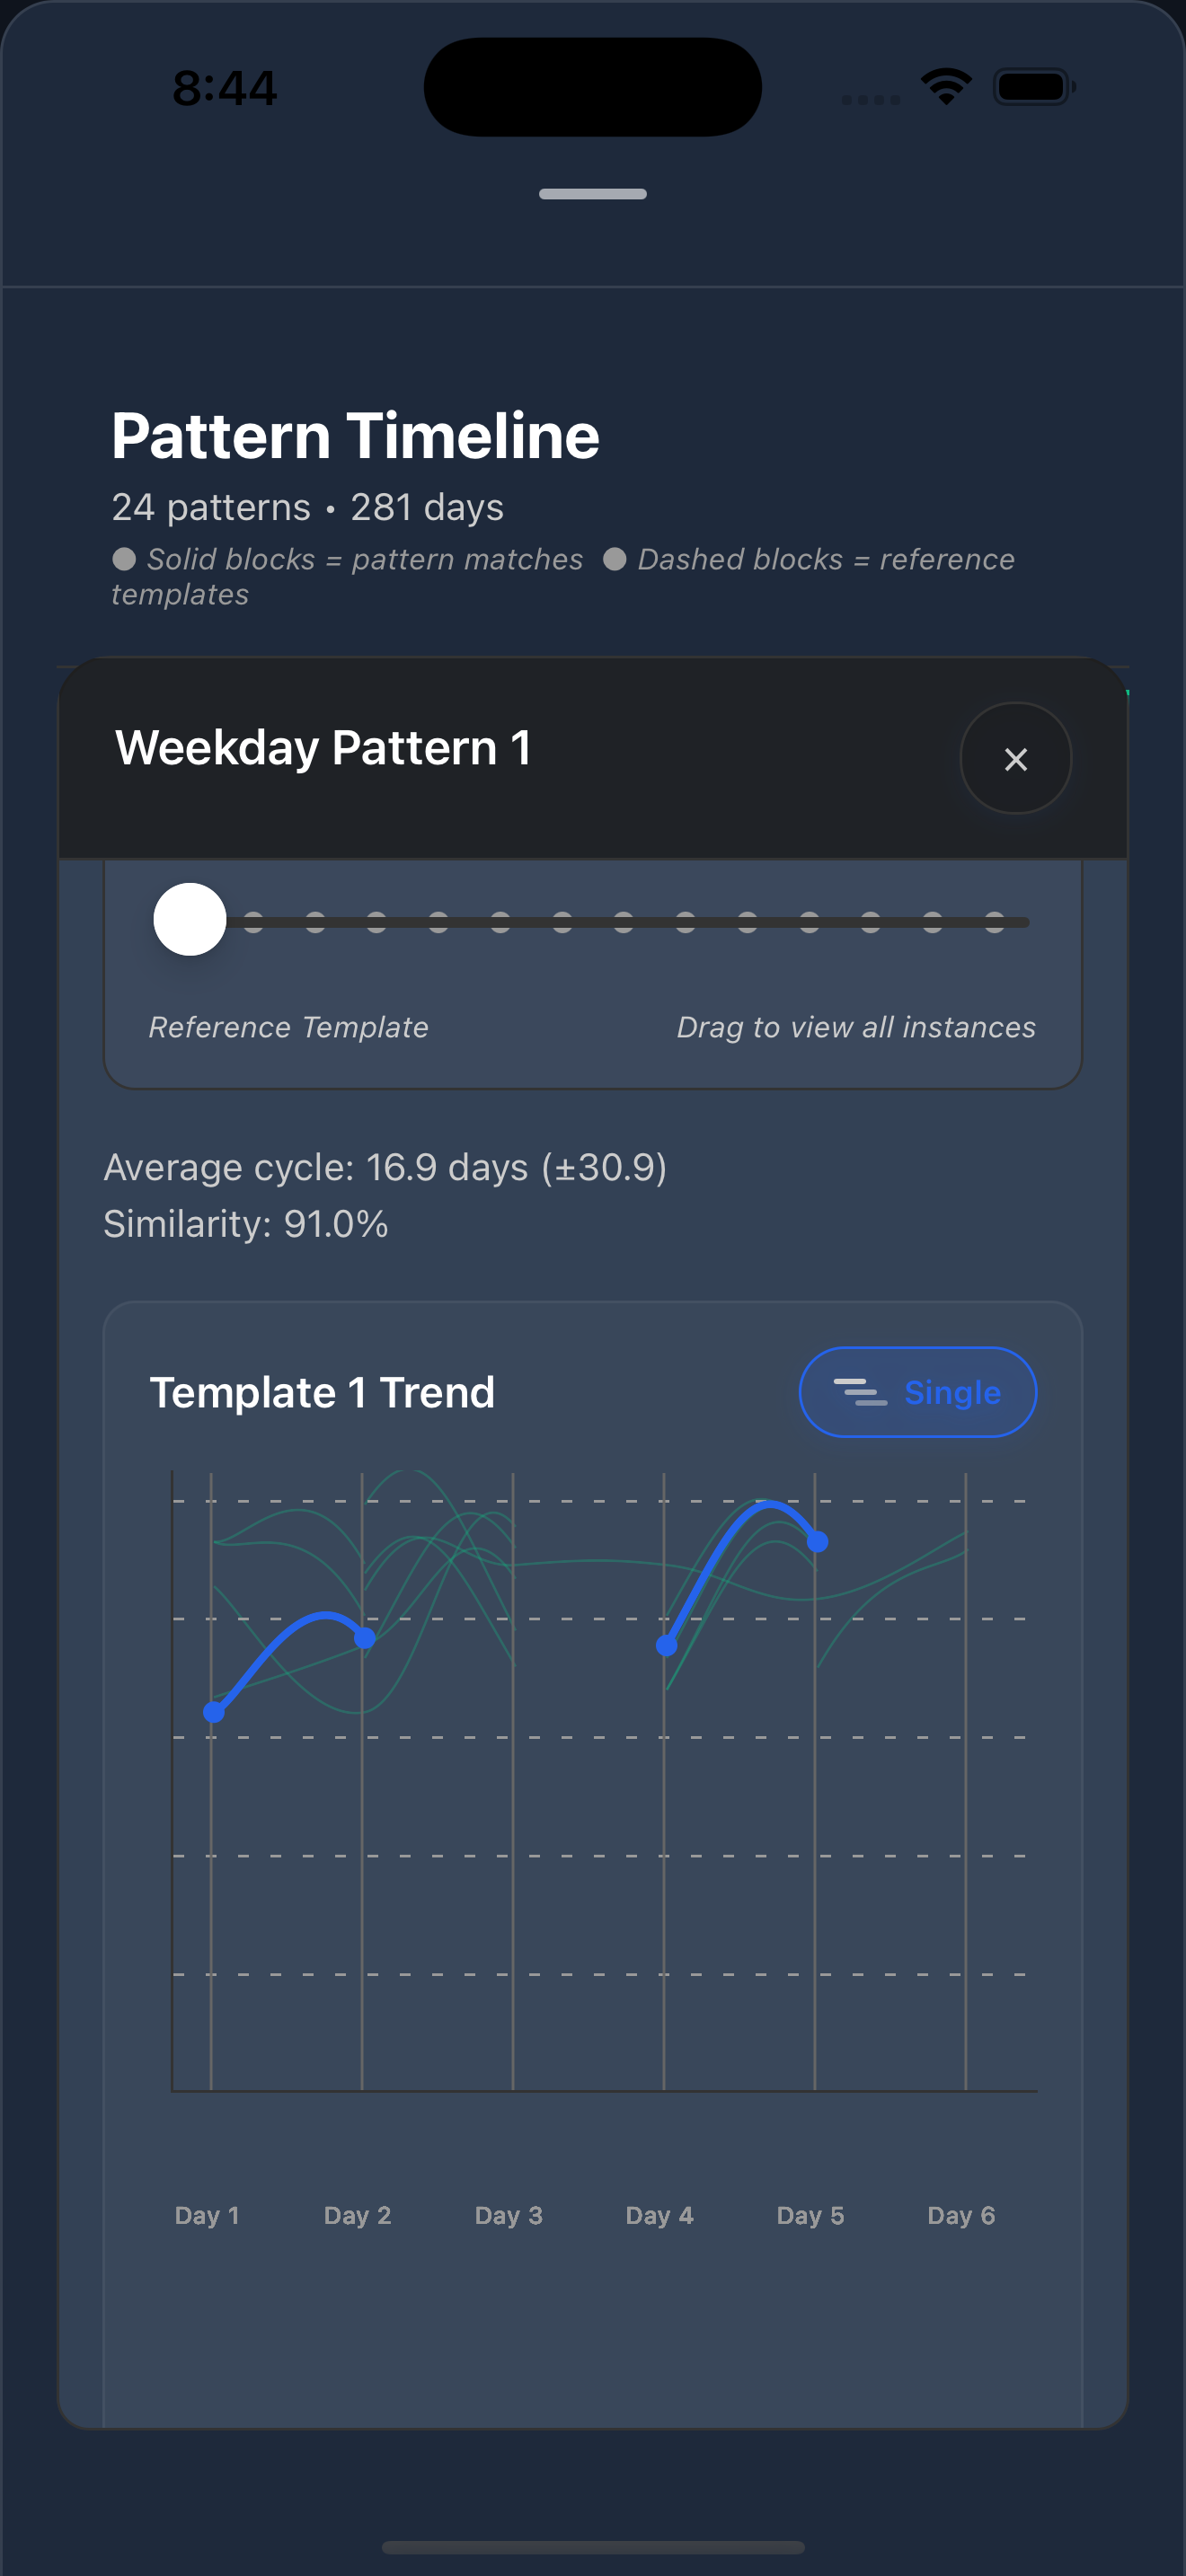 8:44
Pattern Timeline
24 patterns • 281 days
Solid blocks = pattern matches Dashed blocks = reference
templates
Weekday Pattern 1
×
Reference Template Drag to view all instances
Average cycle: 16.9 days (±30.9)
Similarity: 91.0%
Template 1 Trend Single
Day 1 Day 2 Day 3 Day 4 Day 5 Day 6